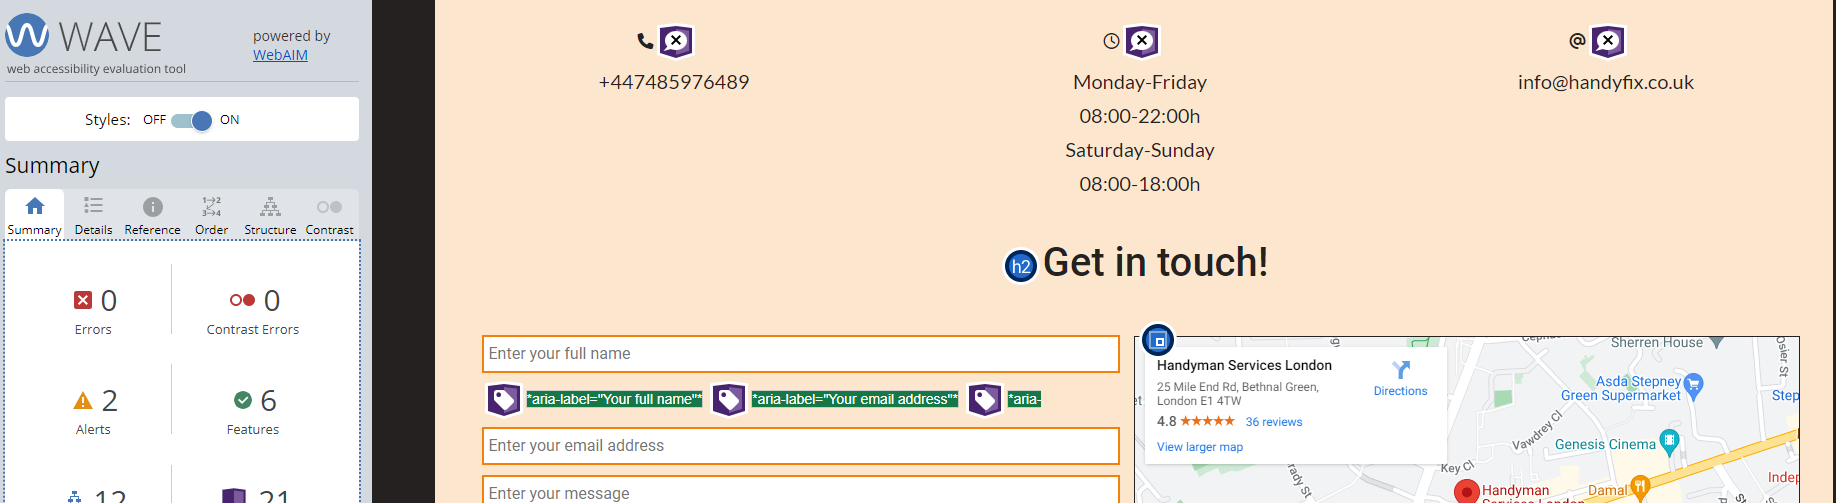 WAVE
powered by
WebAIM
web accessibility evaluation tool
Styles: OFF ON
Summary
Summary Details Reference Order Structure Contrast
0
Errors
0
Contrast Errors
2
Alerts
6
Features
12
21
+447485976489
Monday-Friday
08:00-22:00h
Saturday-Sunday
08:00-18:00h
info@handyfix.co.uk
h2 Get in touch!
Enter your full name
*aria-label="Your full name"* *aria-label="Your email address"* *aria-
Enter your email address
Enter your message
Handyman Services London
25 Mile End Rd, Bethnal Green,
London E1 4TW
4.8 36 reviews
View larger map
Directions
Sherren House
Osier St
Asda Stepney
Green Supermarket
Step
Vawdrey Cl
Genesis Cinema
Key Cl
Indep
Damal
Handyman